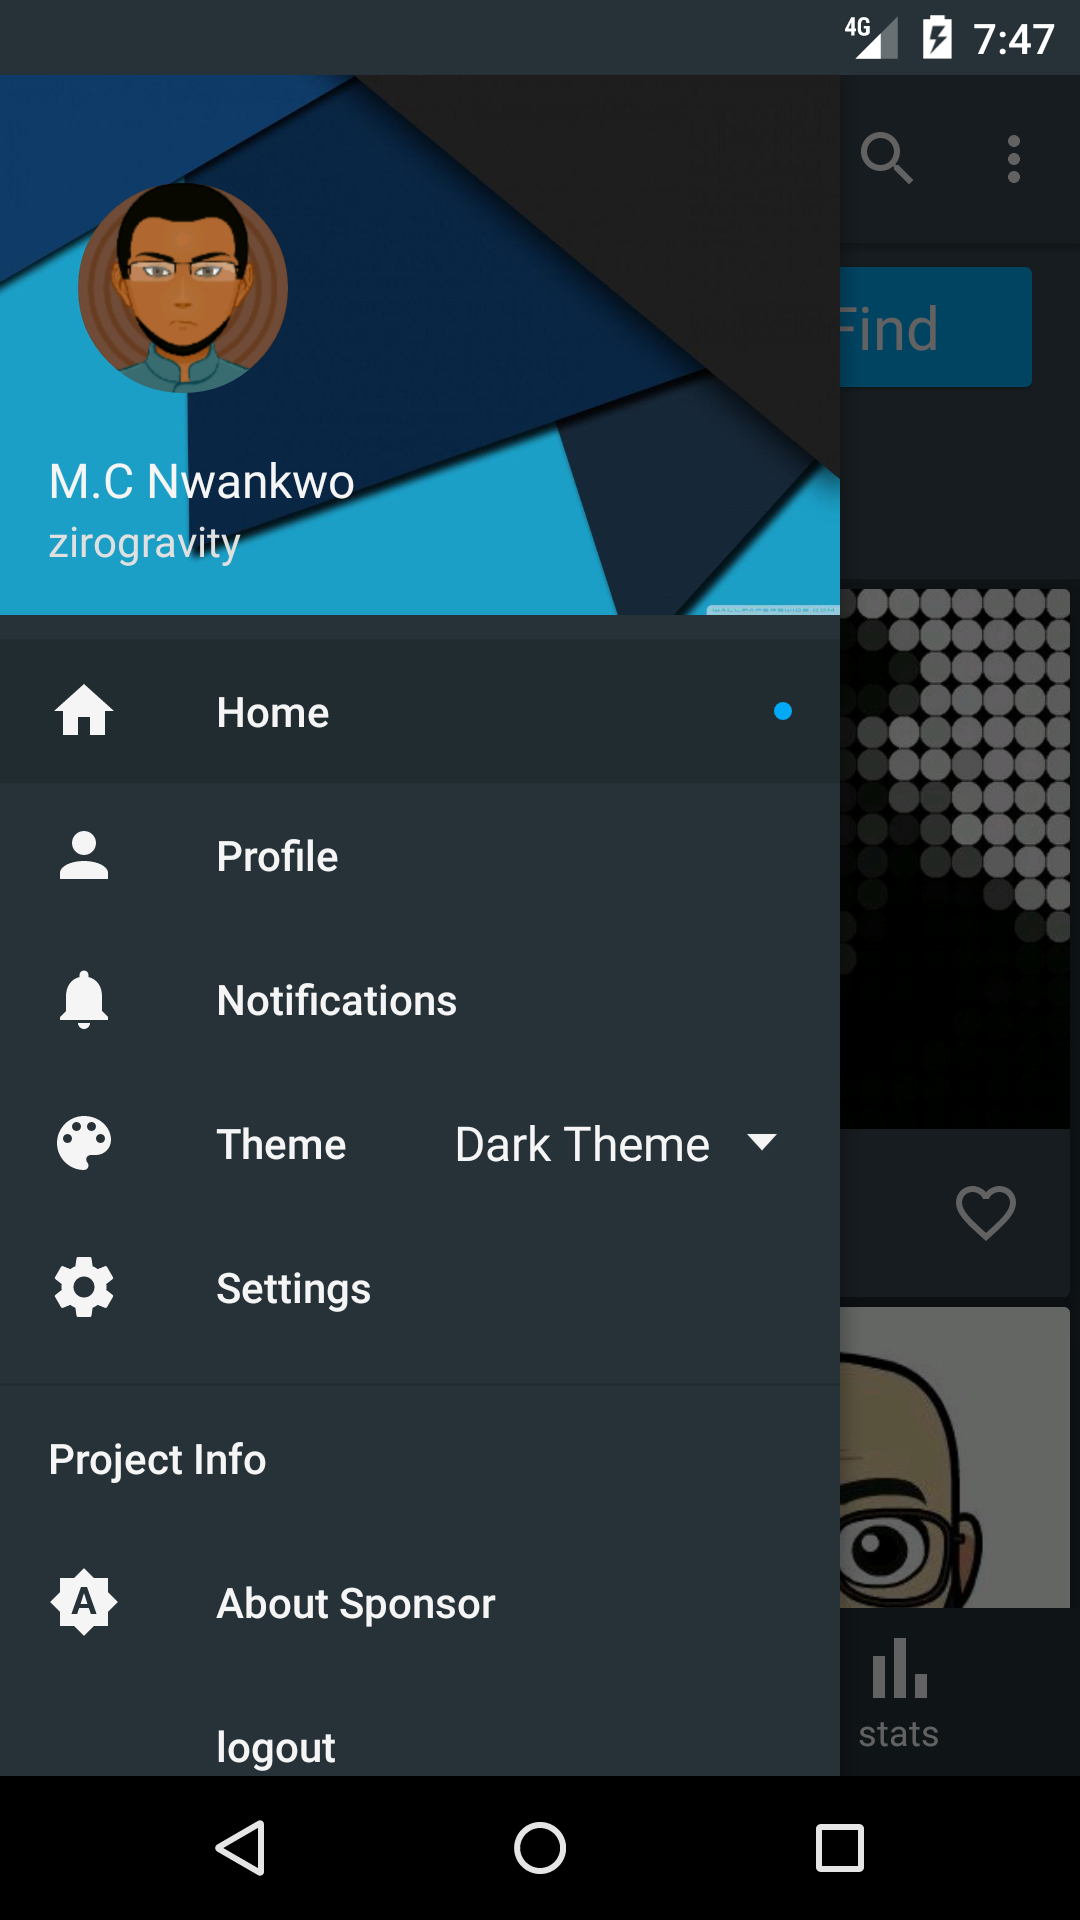 4G 7:47
Find
M.C Nwankwo
zirogravity
Home
Profile
Notifications
Theme Dark Theme
Settings
Project Info
A About Sponsor
stats
logout